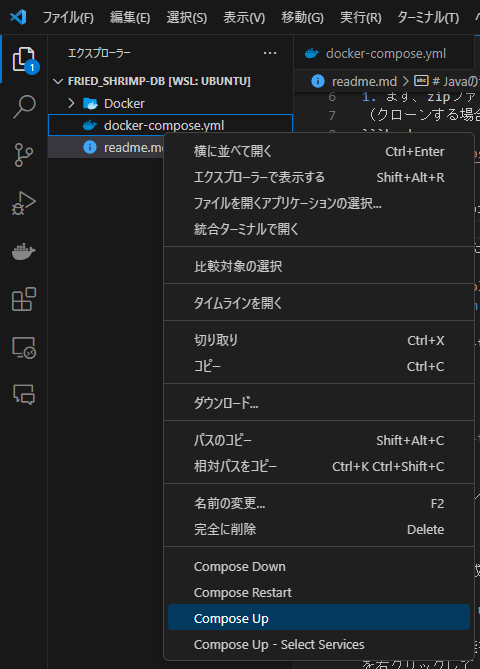 ファイル(F) 編集(E) 選択(S) 表示(V) 移動(G) 実行(R) ターミナル(T)
エクスプローラー ...
docker-compose.yml
FRIED_SHRIMP-DB [WSL: UBUNTU]
readme.md > # Javaの
1
Docker
6 1. まず、zipファ
docker-compose.yml
7 （クローンする場合
readme.md
8
横に並べて開く Ctrl+Enter
エクスプローラーで表示する Shift+Alt+R
ファイルを開くアプリケーションの選択...
統合ターミナルで開く
比較対象の選択
タイムラインを開く
切り取り Ctrl+X
コピー Ctrl+C
ダウンロード...
パスのコピー Shift+Alt+C
相対パスをコピー Ctrl+K Ctrl+Shift+C
名前の変更... F2
完全に削除 Delete
Compose Down
Compose Restart
Compose Up
Compose Up - Select Services
を右クリックして